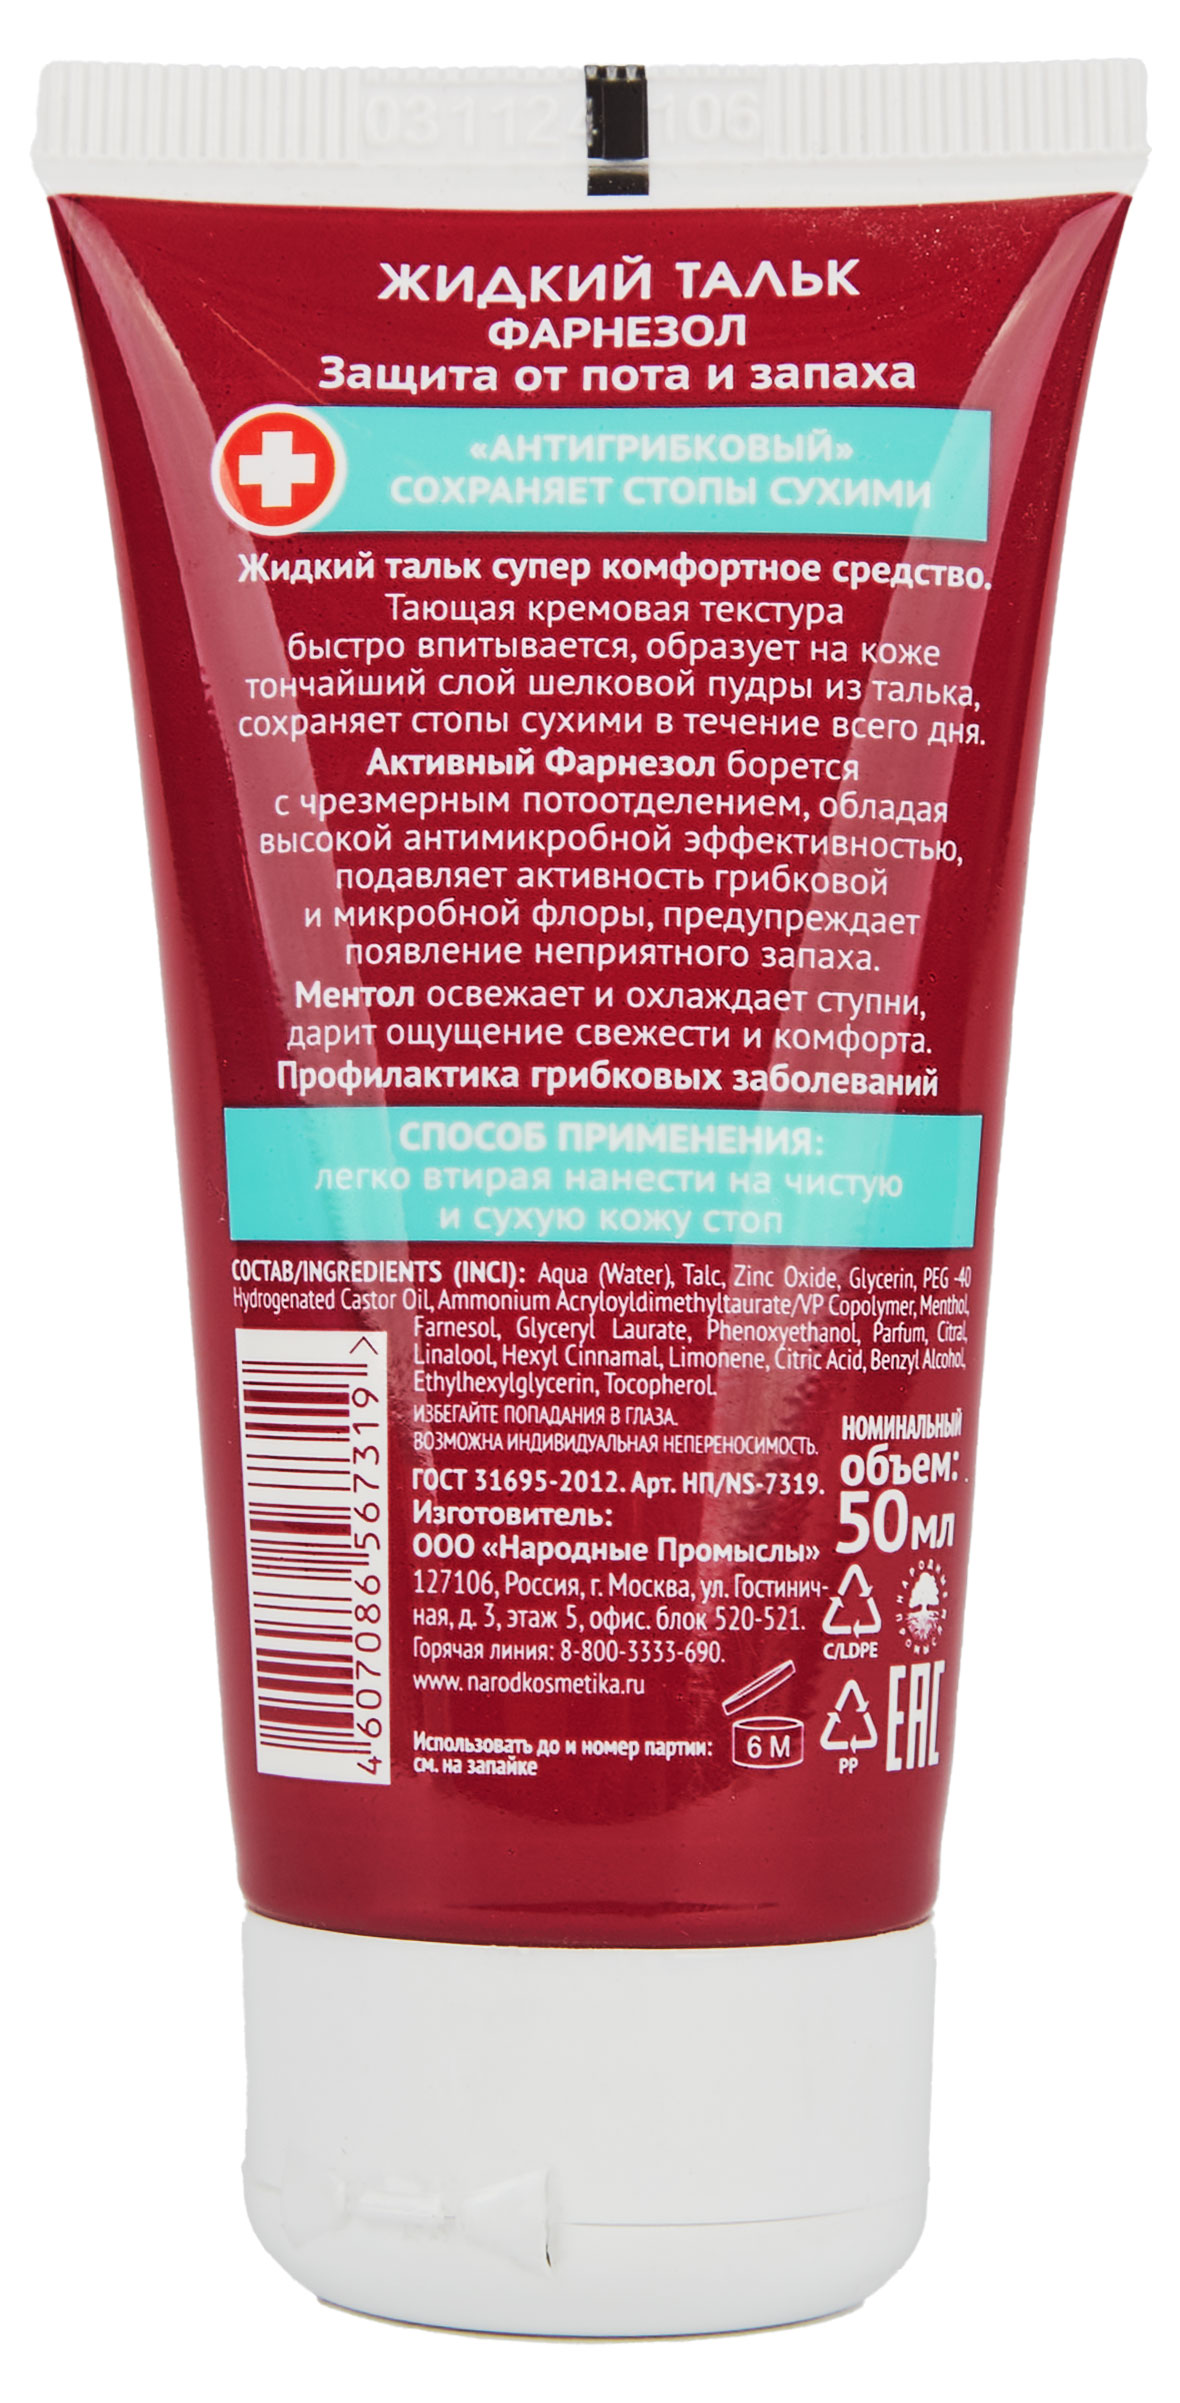 031124 106
ЖИДКИЙ ТАЛЬК
ФАРНЕЗОЛ
Защита от пота и запаха
«АНТИГРИБКОВЫЙ»
СОХРАНЯЕТ СТОПЫ СУХИМИ
Жидкий тальк супер комфортное средство.
Тающая кремовая текстура
быстро впитывается, образует на коже
тончайший слой шелковой пудры из талька,
сохраняет стопы сухими в течение всего дня.
Активный Фарнезол борется
с чрезмерным потоотделением, обладая
высокой антимикробной эффективностью,
подавляет активность грибковой
и микробной флоры, предупреждает
появление неприятного запаха.
Ментол освежает и охлаждает ступни,
дарит ощущение свежести и комфорта.
Профилактика грибковых заболеваний
СПОСОБ ПРИМЕНЕНИЯ:
легко втирая нанести на чистую
и сухую кожу стоп
СОСТАВ/INGREDIENTS (INCI): Aqua (Water), Talc, Zinc Oxide, Glycerin, PEG -40
Hydrogenated Castor Oil, Ammonium Acryloyldimethyltaurate/VP Copolymer, Menthol,
Farnesol, Glyceryl Laurate, Phenoxyethanol, Parfum, Citral,
Linalool, Hexyl Cinnamal, Limonene, Citric Acid, Benzyl Alcohol,
Ethylhexylglycerin, Tocopherol.
ИЗБЕГАЙТЕ ПОПАДАНИЯ В ГЛАЗА.
ВОЗМОЖНА ИНДИВИДУАЛЬНАЯ НЕПЕРЕНОСИМОСТЬ.
ГОСТ 31695-2012. Арт. НП/NS-7319.
Изготовитель:
ООО «Народные Промыслы»
127106, Россия, г. Москва, ул. Гостинич-
ная, д. 3, этаж 5, офис. блок 520-521.
Горячая линия: 8-800-3333-690.
www. narodkosmetika.ru
Использовать до и номер партии:
см. на запайке
6 M
НОМИНАЛЬНЫЙ
объем:
50мл
НАРОДНЫЕ ПРОМЫСЛЫ
C/LDPE
PP
EAC
4 607086 567319 >